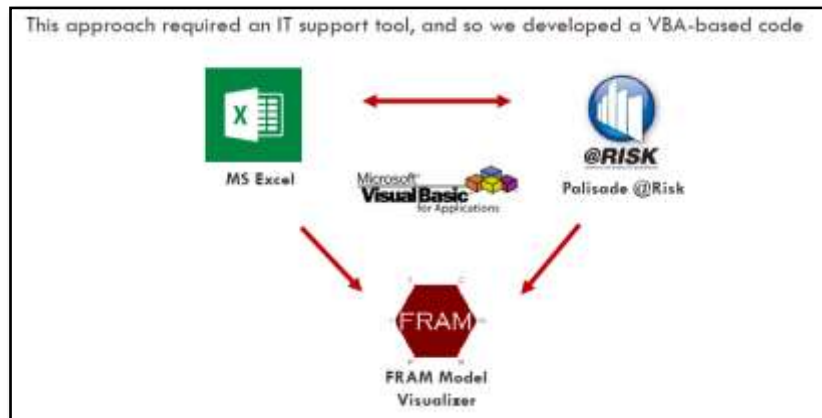 This approach required an IT support tool, and so we developed a VBA-based code
X
@RISK
MS Excel
Microsoft
Visual Basic
for Applications
Palisade @Risk
FRAM
FRAM Model
Visualizer